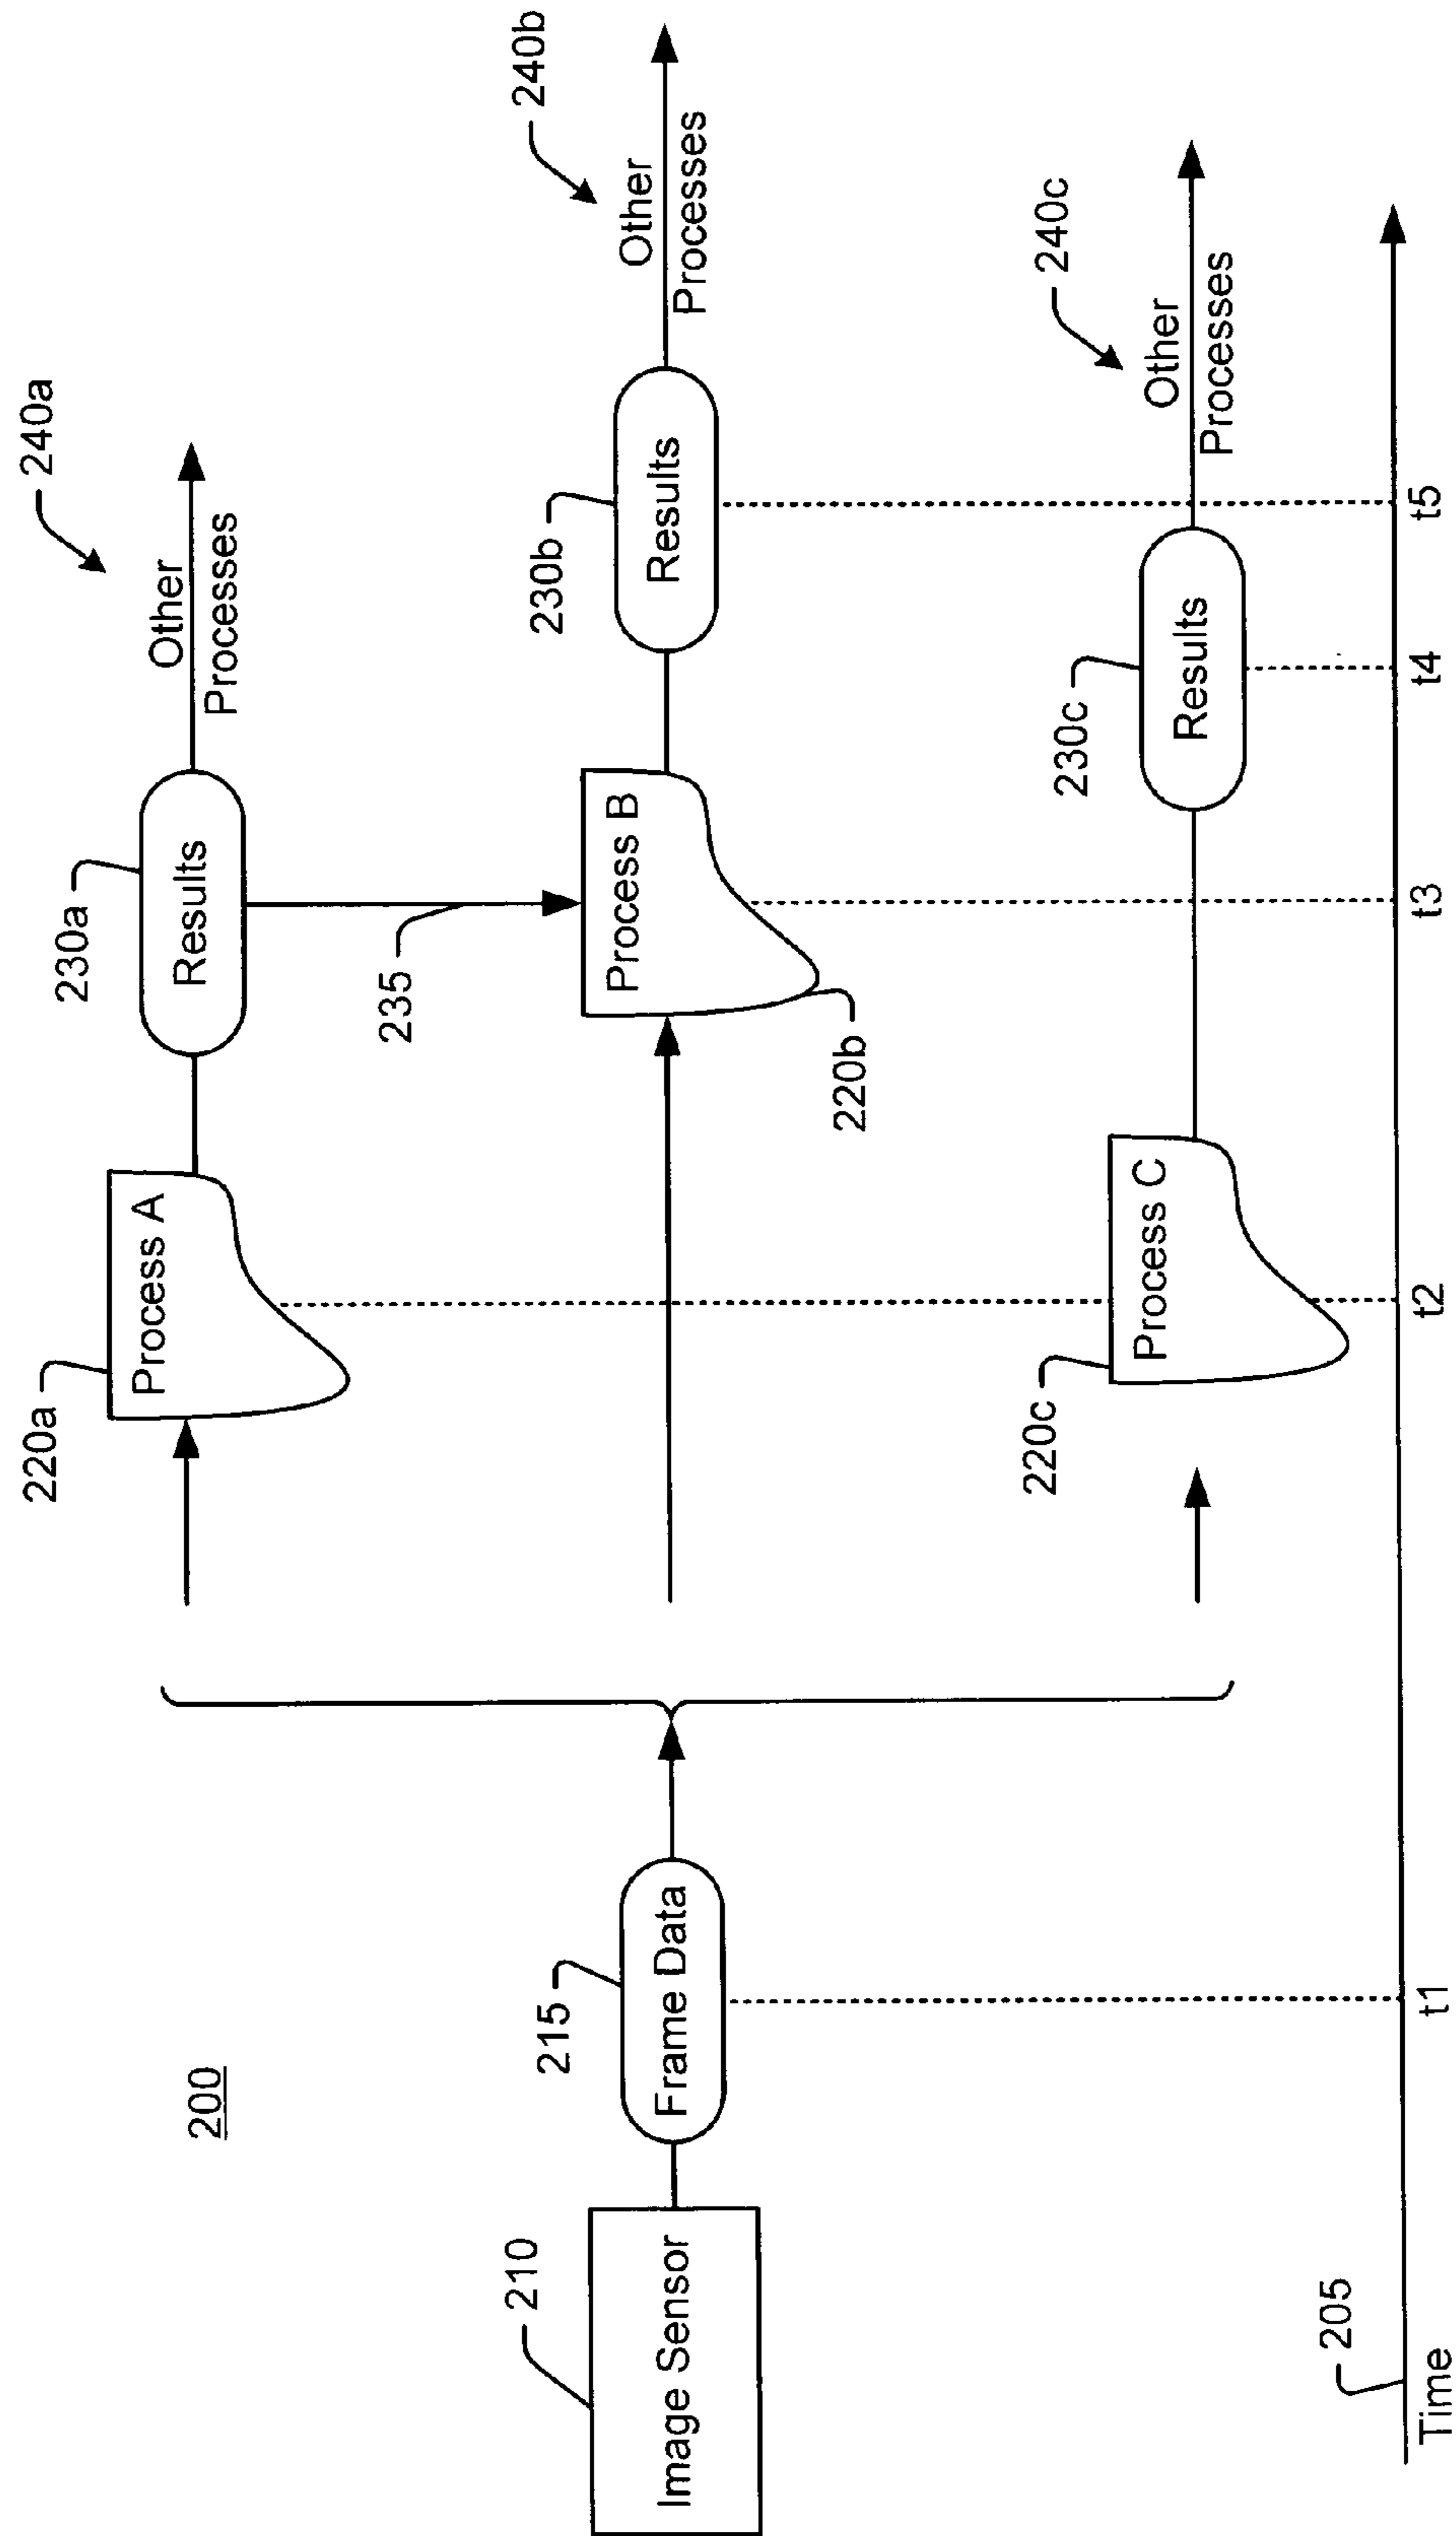 200
240a
Other
Processes
230a
Results
220a
Process A
235
240b
Other
Processes
230b
Results
Process B
220b
210
Image Sensor
215
Frame Data
240c
Other
Processes
230c
Results
220c
Process C
205
Time
t1
t2
t3
t4
t5